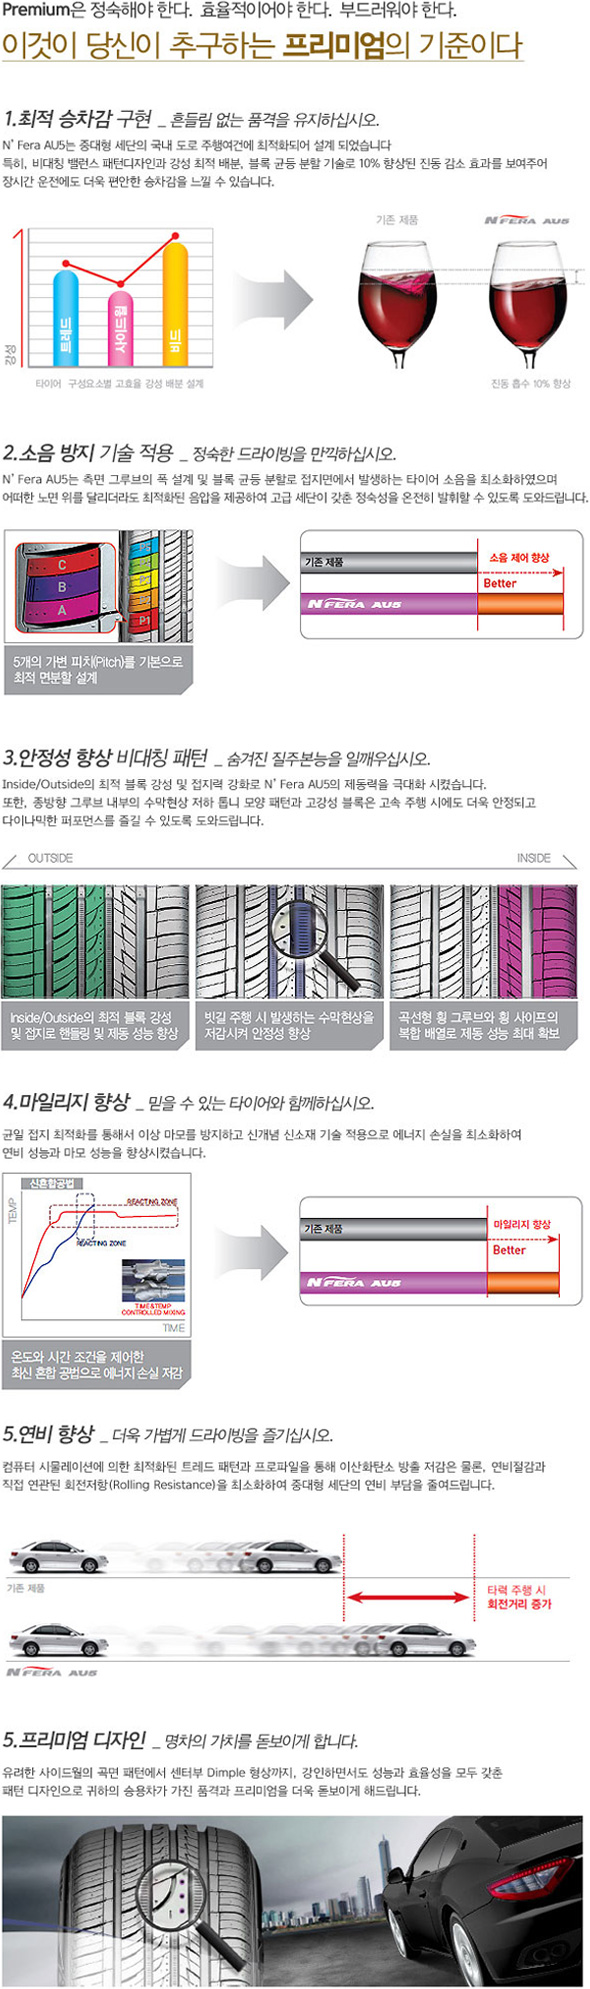 Premium은 정숙해야 한다. 효율적이어야 한다. 부드러워야 한다.
이것이 당신이 추구하는 프리미엄의 기준이다
1.최적 승차감 구현 _ 흔들림 없는 품격을 유지하십시오.
N' Fera AU5는 중대형 세단의 국내 도로 주행여건에 최적화되어 설계 되었습니다
특히, 비대칭 밸런스 패턴디자인과 강성 최적 배분, 블록 균등 분할 기술로 10% 향상된 진동 감소 효과를 보여주어
장시간 운전에도 더욱 편안한 승차감을 느낄 수 있습니다.
기존 제품
N'FERA AU5
강성
트레드
사이드월
비드
타이어 구성요소별 고효율 강성 배분 설계
진동 흡수 10% 향상
2.소음 방지 기술 적용 _ 정숙한 드라이빙을 만끽하십시오.
N' Fera AU5는 측면 그루브의 폭 설계 및 블록 균등 분할로 접지면에서 발생하는 타이어 소음을 최소화하였으며
어떠한 노면 위를 달리더라도 최적화된 음압을 제공하여 고급 세단이 갖춘 정숙성을 온전히 발휘할 수 있도록 도와드립니다.
C
B
A
P1
기존 제품
소음 제어 향상
Better
N'FERA AU5
5개의 가변 피치(Pitch)를 기본으로
최적 면분할 설계
3.안정성 향상 비대칭 패턴 _ 숨겨진 질주본능을 일깨우십시오.
Inside/Outside의 최적 블록 강성 및 접지력 강화로 N' Fera AU5의 제동력을 극대화 시켰습니다.
또한, 종방향 그루브 내부의 수막현상 저하 톱니 모양 패턴과 고강성 블록은 고속 주행 시에도 더욱 안정되고
다이나믹한 퍼포먼스를 즐길 수 있도록 도와드립니다.
OUTSIDE
INSIDE
Inside/Outside의 최적 블록 강성
및 접지로 핸들링 및 제동 성능 향상
빗길 주행 시 발생하는 수막현상을
저감시켜 안정성 향상
곡선형 횡 그루브와 횡 사이프의
복합 배열로 제동 성능 최대 확보
4.마일리지 향상 _ 믿을 수 있는 타이어와 함께하십시오.
균일 접지 최적화를 통해서 이상 마모를 방지하고 신개념 신소재 기술 적용으로 에너지 손실을 최소화하여
연비 성능과 마모 성능을 향상시켰습니다.
신혼합공법
TEMP
REACTING ZONE
REACTING ZONE
TIME&TEMP
CONTROLLED MIXING
TIME
기존 제품
마일리지 향상
Better
N'FERA AU5
온도와 시간 조건을 제어한
최신 혼합 공법으로 에너지 손실 저감
5.연비 향상 _ 더욱 가볍게 드라이빙을 즐기십시오.
컴퓨터 시뮬레이션에 의한 최적화된 트레드 패턴과 프로파일을 통해 이산화탄소 방출 저감은 물론, 연비절감과
직접 연관된 회전저항(Rolling Resistance)을 최소화하여 중대형 세단의 연비 부담을 줄여드립니다.
기존 제품
타력 주행 시
회전거리 증가
N'FERA AU5
5.프리미엄 디자인 _ 명차의 가치를 돋보이게 합니다.
유려한 사이드월의 곡면 패턴에서 센터부 Dimple 형상까지, 강인하면서도 성능과 효율성을 모두 갖춘
패턴 디자인으로 귀하의 승용차가 가진 품격과 프리미엄을 더욱 돋보이게 해드립니다.